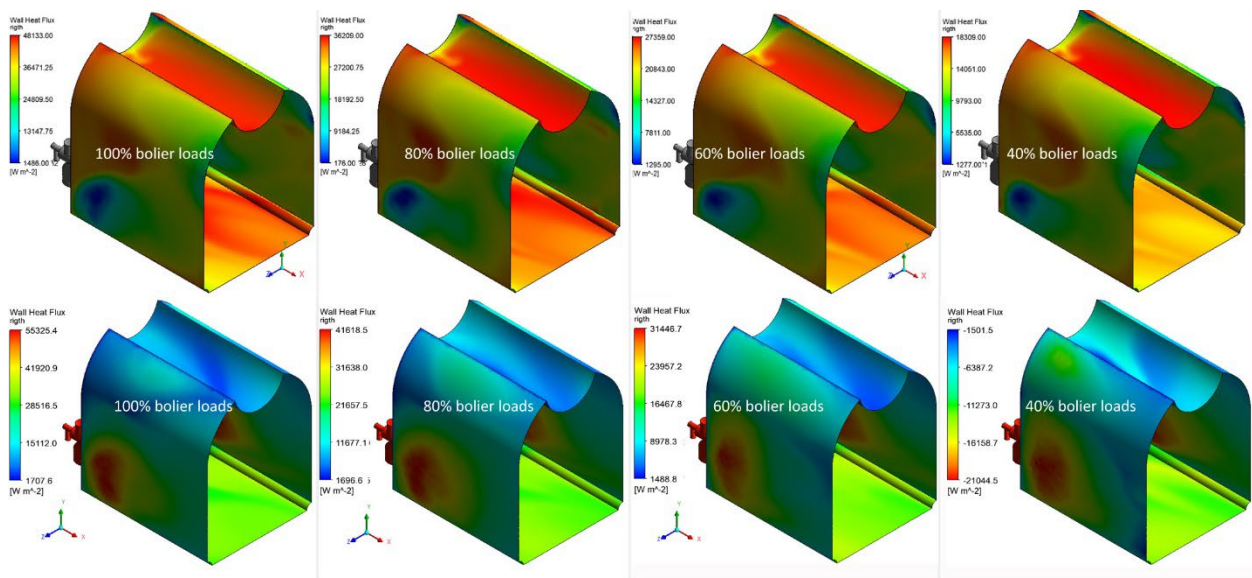 Wall Heat Flux
rigth
48133.00
36471.25
24809.50
13147.75
1486.00
[W m^-2]
100% bolier loads
Y
Z
X
Wall Heat Flux
rigth
36209.00
27200.75
18192.50
9184.25
176.00
[W m^-2]
80% bolier loads
Wall Heat Flux
rigth
27359.00
20843.00
14327.00
7811.00
1295.00
[W m^-2]
60% bolier loads
Y
Z
X
Wall Heat Flux
rigth
18309.00
14051.00
9793.00
5535.00
1277.00
[W m^-2]
40% bolier loads
Wall Heat Flux
rigth
55325.4
41920.9
28516.5
15112.0
1707.6
[W m^-2]
100% bolier loads
Y
Z
X
Wall Heat Flux
rigth
41618.5
31638.0
21657.5
11677.1
1696.6
[W m^-2]
80% bolier loads
Y
Z
X
Wall Heat Flux
rigth
31446.7
23957.2
16467.8
8978.3
1488.8
[W m^-2]
60% bolier loads
Y
Z
X
Wall Heat Flux
rigth
-1501.5
-6387.2
-11273.0
-16158.7
-21044.5
[W m^-2]
40% bolier loads
Y
Z
X